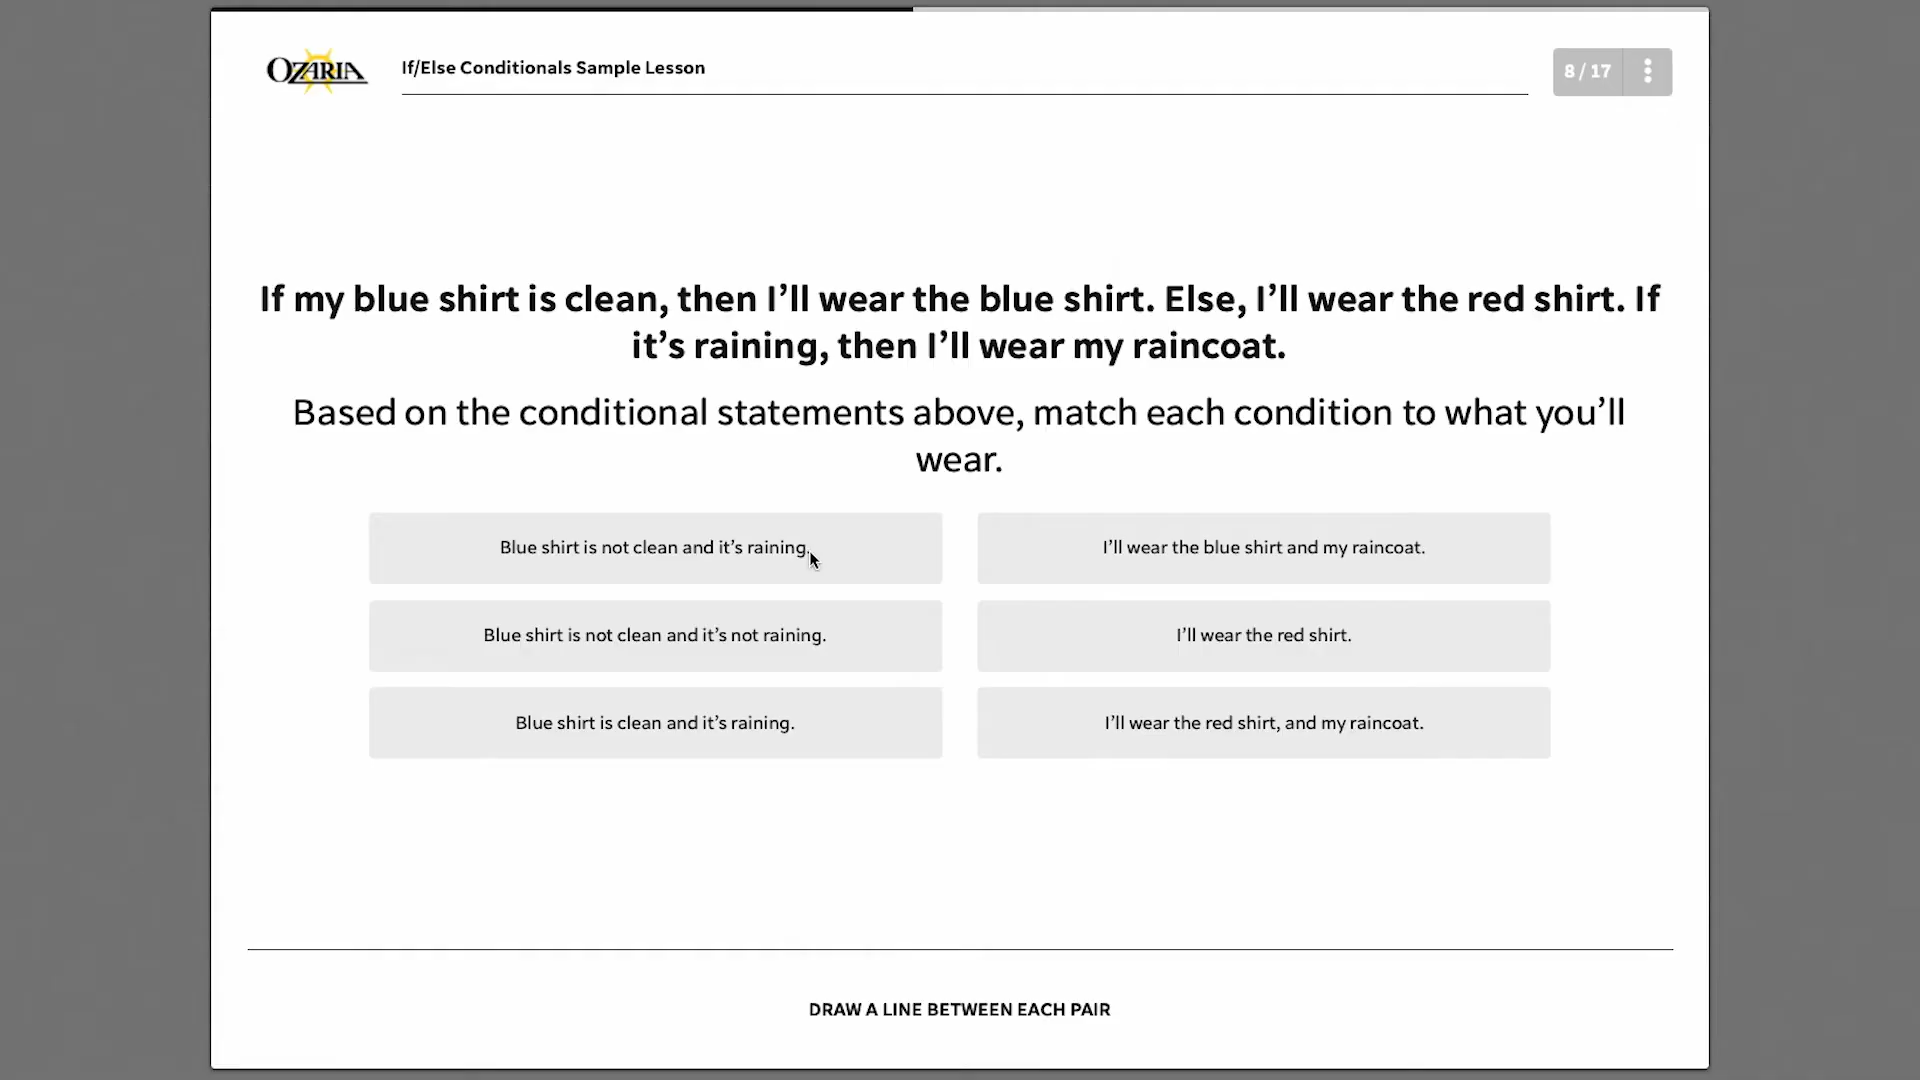 OZARIA
If/Else Conditionals Sample Lesson
8 / 17
If my blue shirt is clean, then I’ll wear the blue shirt. Else, I’ll wear the red shirt. If
it’s raining, then I’ll wear my raincoat.
Based on the conditional statements above, match each condition to what you’ll
wear.
Blue shirt is not clean and it’s raining.
I’ll wear the blue shirt and my raincoat.
Blue shirt is not clean and it’s not raining.
I’ll wear the red shirt.
Blue shirt is clean and it’s raining.
I’ll wear the red shirt, and my raincoat.
DRAW A LINE BETWEEN EACH PAIR